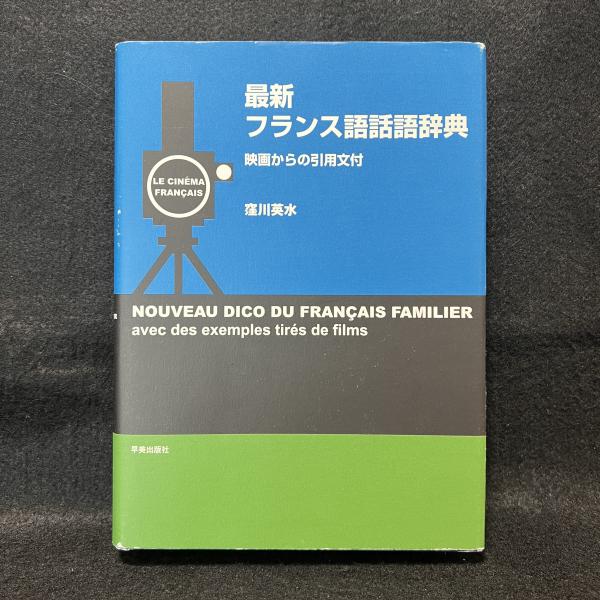 最新
フランス語話語辞典
映画からの引用文付
窪川英水
LE CINÉMA
FRANÇAIS
NOUVEAU DICO DU FRANÇAIS FAMILIER
avec des exemples tirés de films
早美出版社